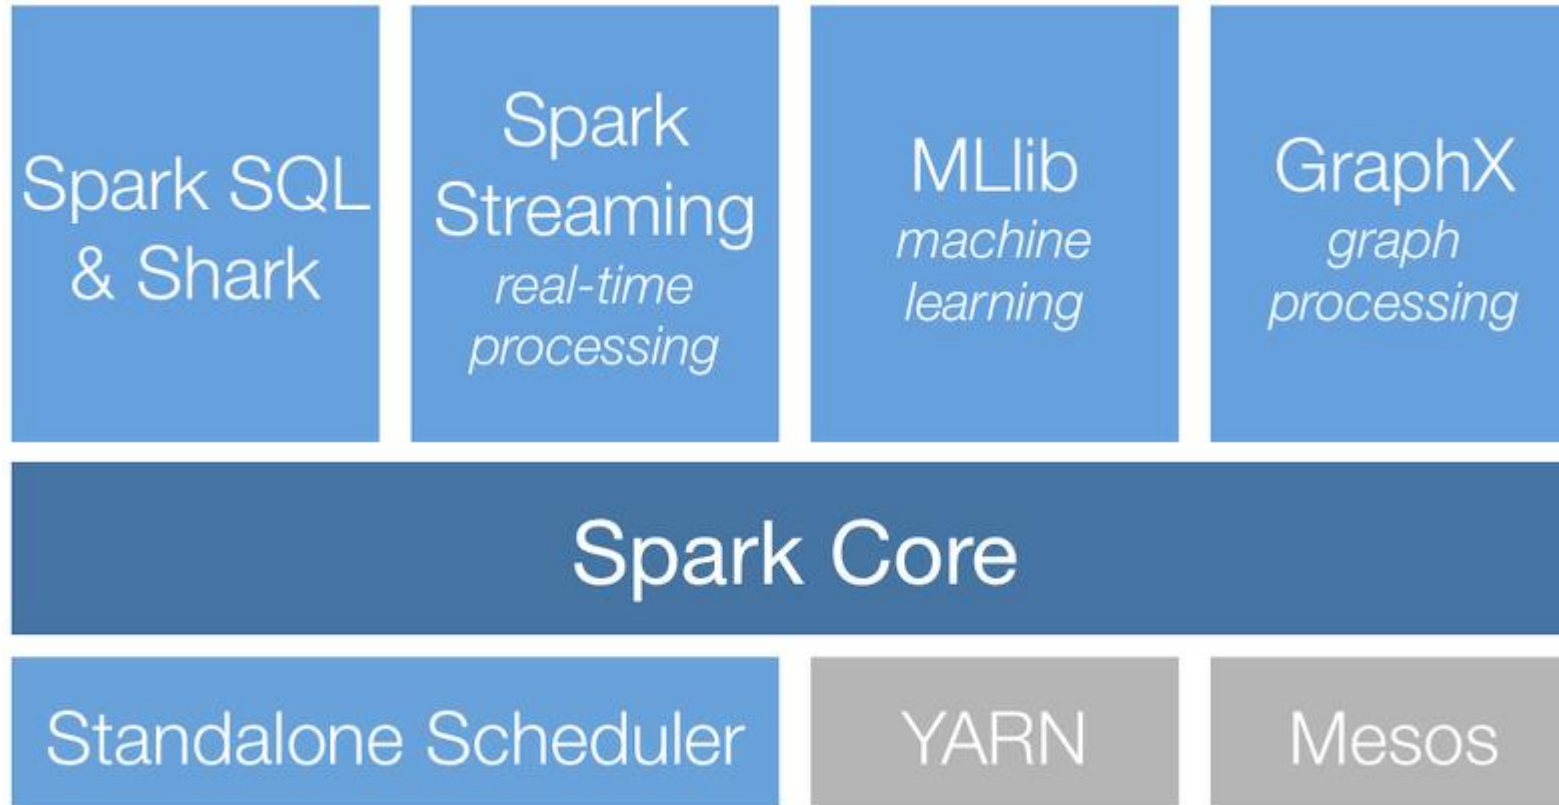 Spark SQL
& Shark
Spark
Streaming
real-time
processing
MLlib
machine
learning
GraphX
graph
processing
Spark Core
Standalone Scheduler
YARN
Mesos